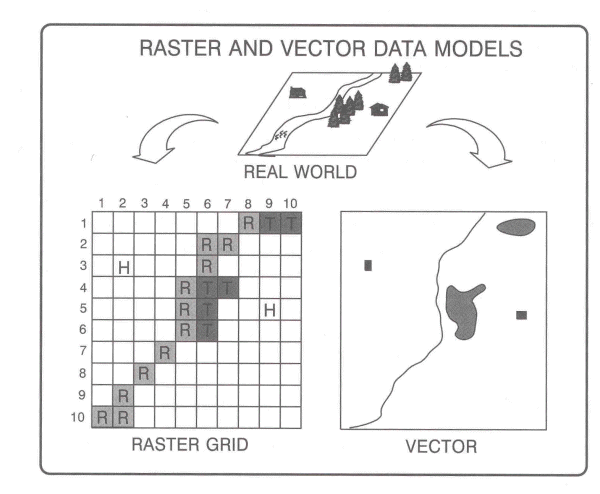 RASTER AND VECTOR DATA MODELS
REAL WORLD
1 2 3 4 5 6 7 8 9 10
1 R T T
2 R R
3 H R
4 R T T
5 R T H
6 R T
7 R
8 R
9 R
10 R R
RASTER GRID
VECTOR